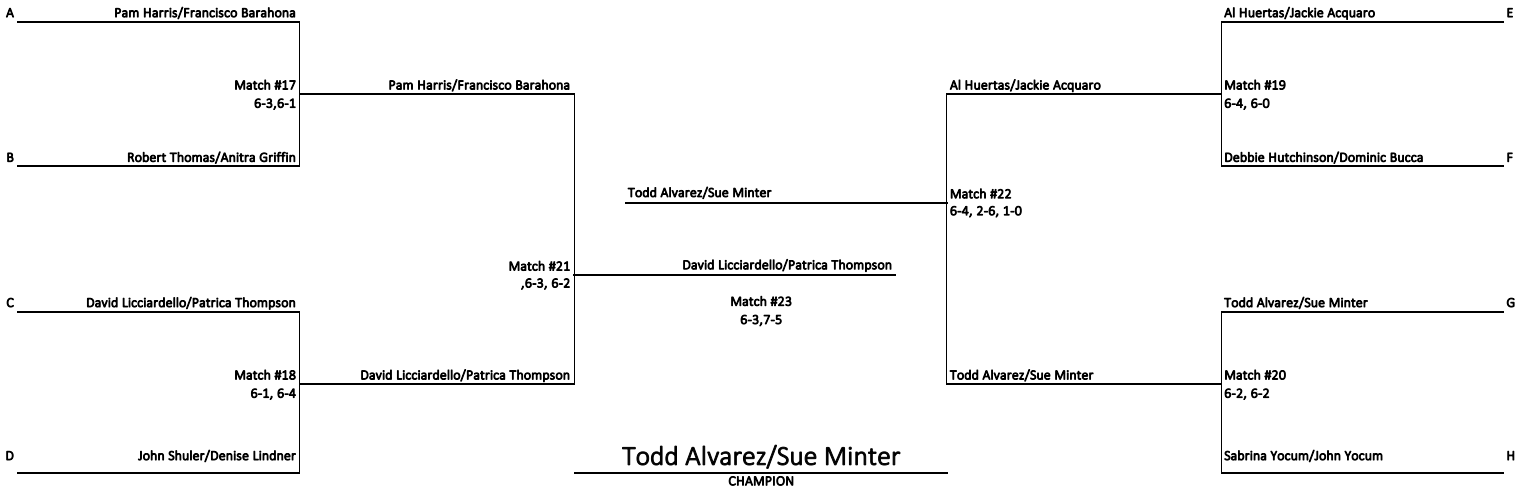 A
Pam Harris/Francisco Barahona
Match #17
6-3,6-1
B
Robert Thomas/Anitra Griffin
Pam Harris/Francisco Barahona
C
David Licciardello/Patrica Thompson
Match #18
6-1, 6-4
D
John Shuler/Denise Lindner
David Licciardello/Patrica Thompson
Match #21
,6-3, 6-2
Todd Alvarez/Sue Minter
David Licciardello/Patrica Thompson
Match #23
6-3,7-5
Todd Alvarez/Sue Minter
CHAMPION
Al Huertas/Jackie Acquaro
Match #22
6-4, 2-6, 1-0
Todd Alvarez/Sue Minter
Al Huertas/Jackie Acquaro
E
Match #19
6-4, 6-0
Debbie Hutchinson/Dominic Bucca
F
Todd Alvarez/Sue Minter
G
Match #20
6-2, 6-2
Sabrina Yocum/John Yocum
H